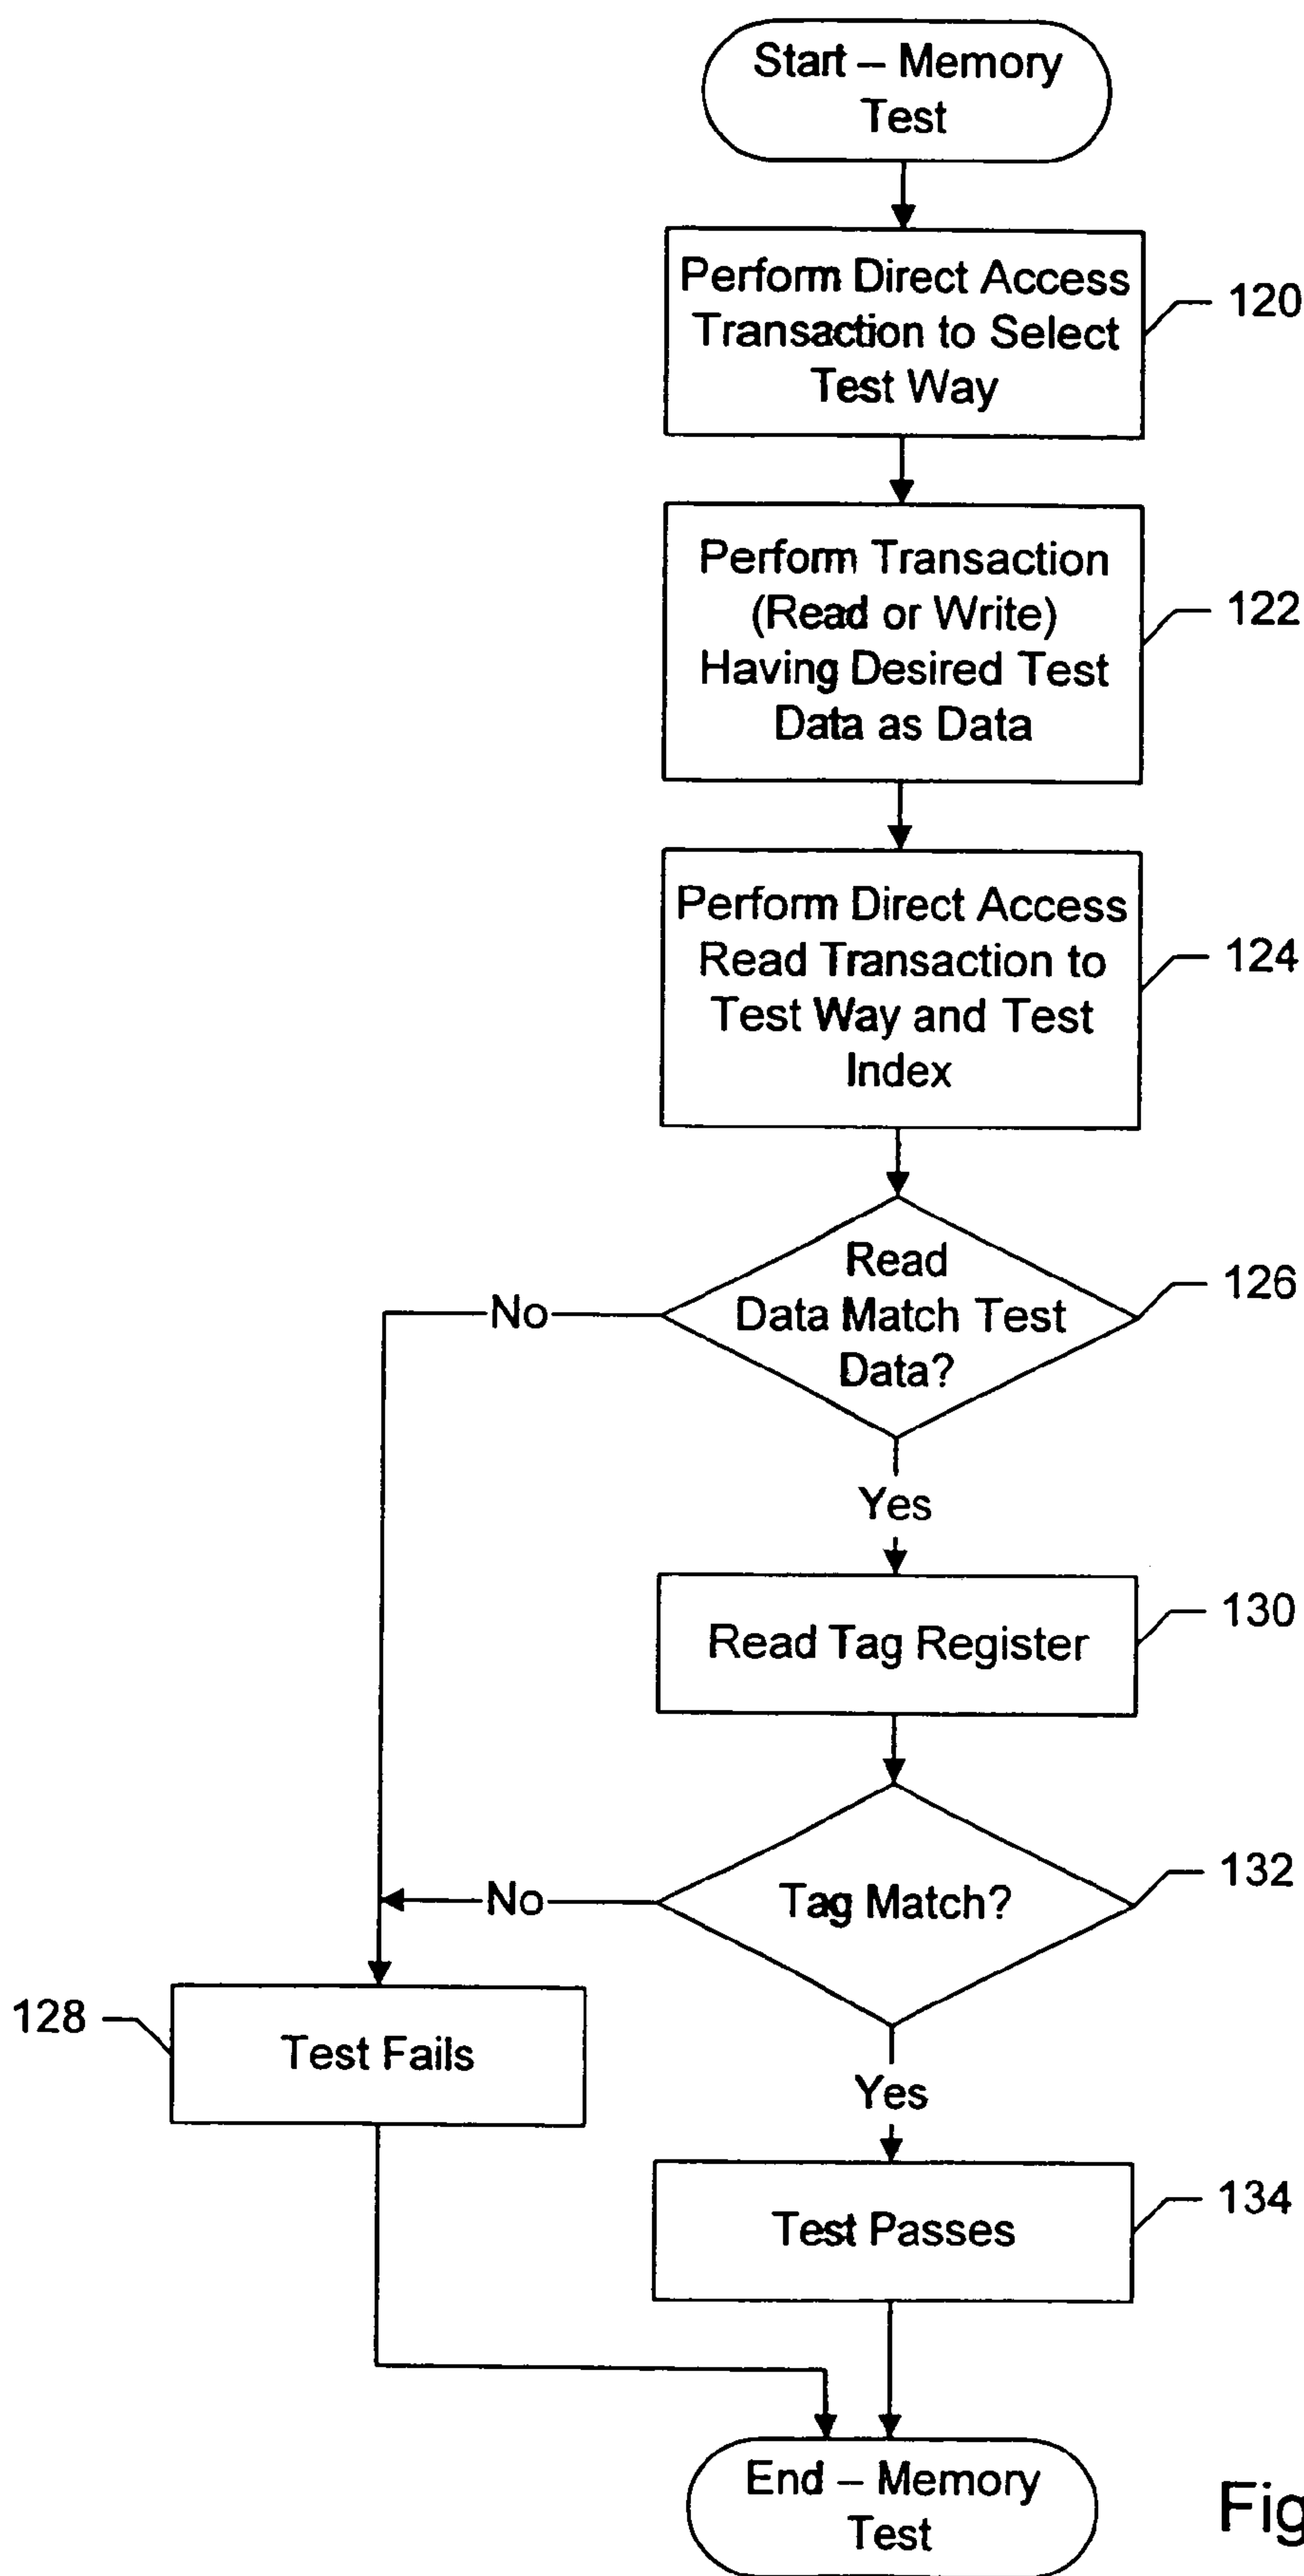 Start – Memory
Test
Perform Direct Access
Transaction to Select
Test Way
120
Perform Transaction
(Read or Write)
Having Desired Test
Data as Data
122
Perform Direct Access
Read Transaction to
Test Way and Test
Index
124
Read
Data Match Test
Data?
126
No
Yes
Read Tag Register
130
Tag Match?
132
No
128
Test Fails
Yes
Test Passes
134
End – Memory
Test
Fig